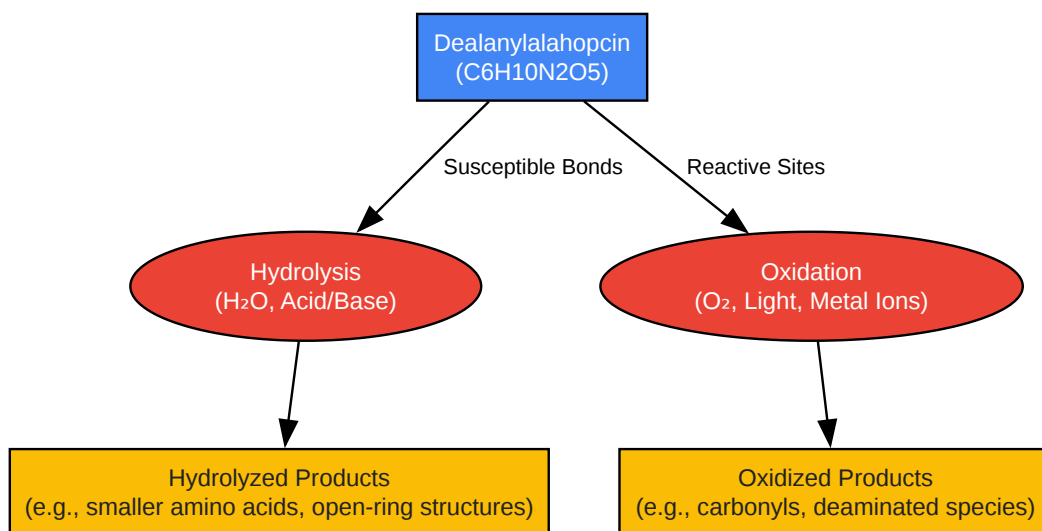 Dealanylalahopcin
(C6H10N2O5)
Susceptible Bonds
Reactive Sites
Hydrolysis
(H₂O, Acid/Base)
Oxidation
(O₂, Light, Metal Ions)
Hydrolyzed Products
(e.g., smaller amino acids, open-ring structures)
Oxidized Products
(e.g., carbonyls, deaminated species)